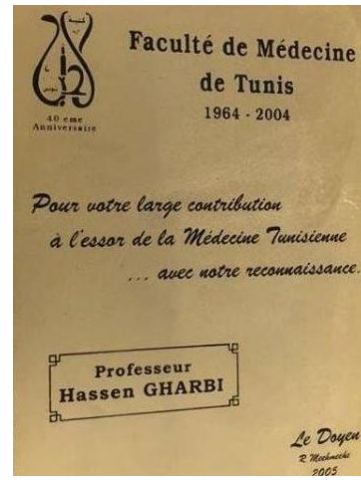 Faculté de Médecine
de Tunis
1964 - 2004
40 eme
Anniversaire
Pour votre large contribution
à l'essor de la Médecine Tunisienne
... avec notre reconnaissance.
Professeur
Hassen GHARBI
Le Doyen
R Mechmeche
2005